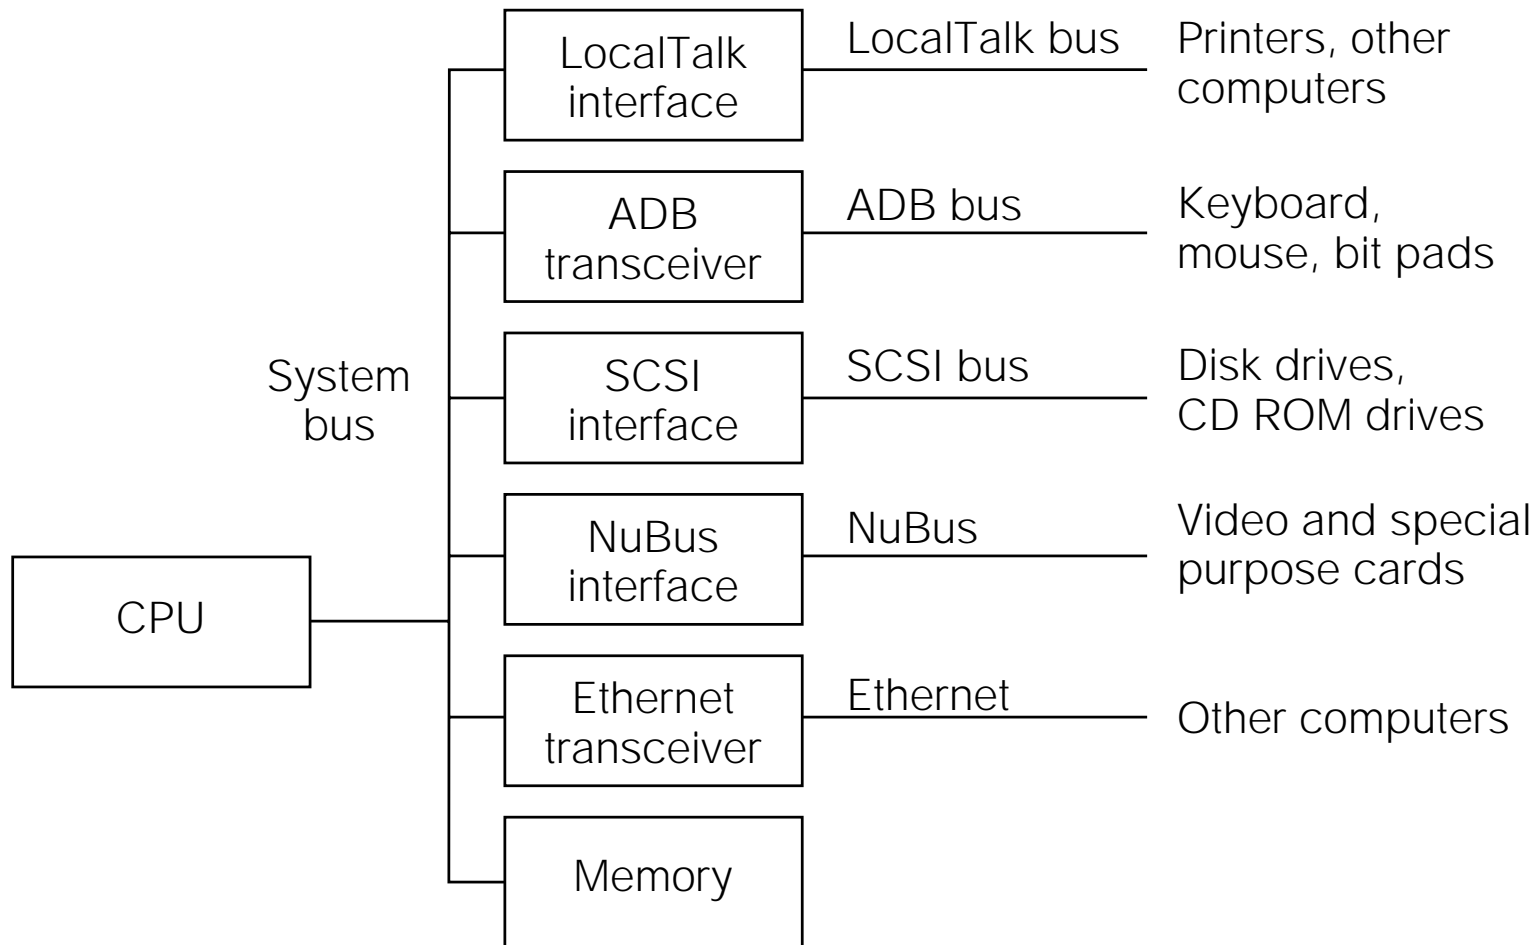 LocalTalk
interface
LocalTalk bus
Printers, other
computers
ADB
transceiver
ADB bus
Keyboard,
mouse, bit pads
System
bus
SCSI
interface
SCSI bus
Disk drives,
CD ROM drives
NuBus
interface
NuBus
Video and special
purpose cards
CPU
Ethernet
transceiver
Ethernet
Other computers
Memory